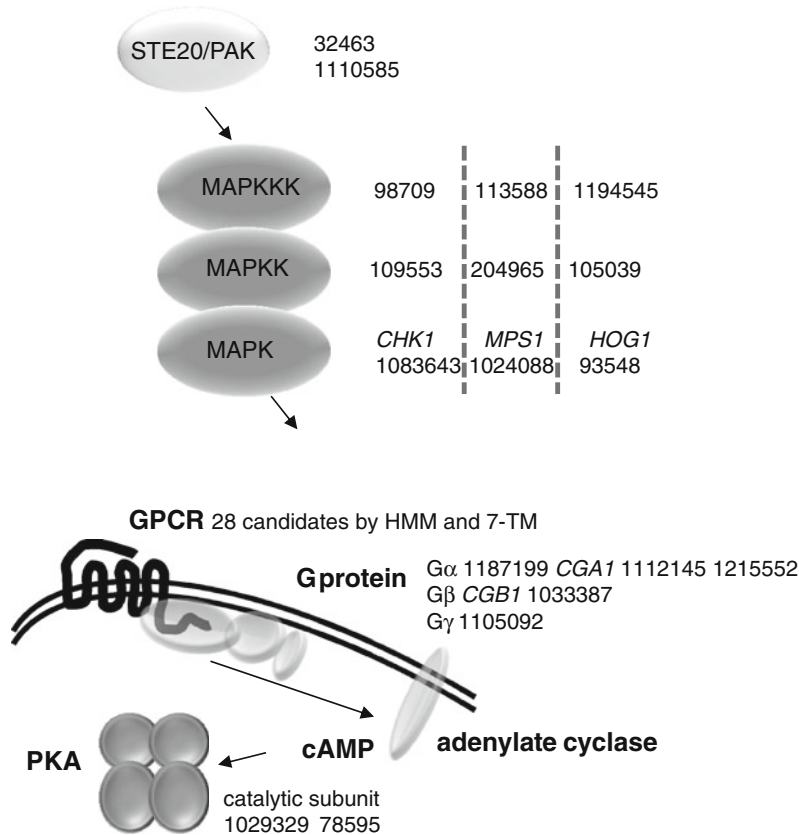 STE20/PAK
32463
1110585
MAPKKK
98709 113588 1194545
MAPKK
109553 204965 105039
MAPK
CHK1 MPS1 HOG1
1083643 1024088 93548
GPCR 28 candidates by HMM and 7-TM
Gprotein
Gα 1187199 CGA1 1112145 1215552
Gβ CGB1 1033387
Gγ 1105092
cAMP
adenylate cyclase
PKA
catalytic subunit
1029329 78595